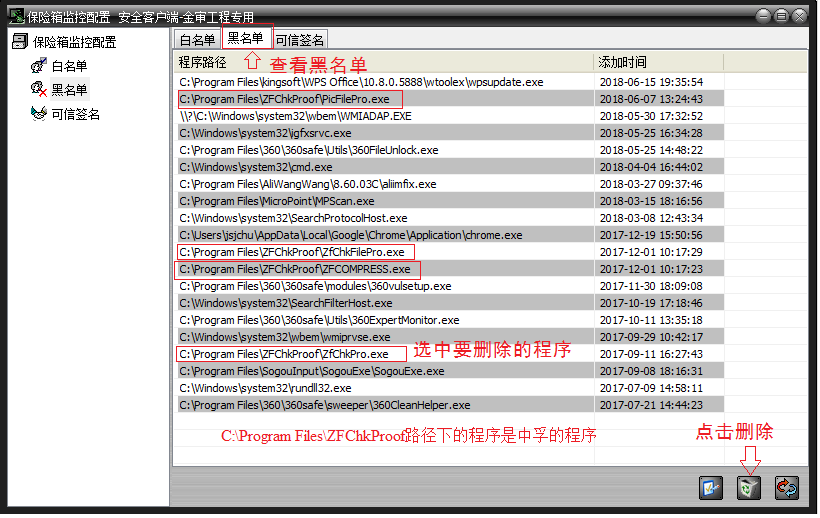 保险箱监控配置 安全客户端-金审工程专用
保险箱监控配置
白名单
黑名单
可信签名
白名单 黑名单 可信签名
查看黑名单
程序路径 添加时间
C:\Program Files\kingsoft\WPS Office\10.8.0.5888\wtoolex\wpsupdate.exe 2018-06-15 19:35:54
C:\Program Files\ZFChkProof\PicFilePro.exe 2018-06-07 13:24:43
\\?\C:\Windows\system32\wbem\WMIADAP.EXE 2018-05-30 17:32:52
C:\Windows\system32\igfxsrvc.exe 2018-05-25 16:34:28
C:\Program Files\360\360safe\Utils\360FileUnlock.exe 2018-05-25 14:48:22
C:\Windows\system32\cmd.exe 2018-04-04 16:44:02
C:\Program Files\AliWangWang\8.60.03C\aliimfix.exe 2018-03-27 09:37:46
C:\Program Files\MicroPoint\MPScan.exe 2018-03-15 18:16:56
C:\Windows\system32\SearchProtocolHost.exe 2018-03-08 12:43:34
C:\Users\jsjchu\AppData\Local\Google\Chrome\Application\chrome.exe 2017-12-19 15:50:56
C:\Program Files\ZFChkProof\ZfChkFilePro.exe 2017-12-01 10:17:29
C:\Program Files\ZFChkProof\ZFCOMPRESS.exe 2017-12-01 10:17:23
C:\Program Files\360\360safe\modules\360vulsetup.exe 2017-11-30 18:09:08
C:\Windows\system32\SearchFilterHost.exe 2017-10-19 17:18:46
C:\Program Files\360\360safe\Utils\360ExpertMonitor.exe 2017-10-11 13:35:18
C:\Windows\system32\wbem\wmiprvse.exe 2017-09-29 10:42:17
C:\Program Files\ZFChkProof\ZfChkPro.exe 2017-09-11 16:27:43
选中要删除的程序
C:\Program Files\SogouInput\SogouExe\SogouExe.exe 2017-09-08 18:16:31
C:\Windows\system32\rundll32.exe 2017-07-09 14:58:11
C:\Program Files\360\360safe\sweeper\360CleanHelper.exe 2017-07-21 14:44:23
C:\Program Files\ZFChkProof路径下的程序是中孚的程序
点击删除